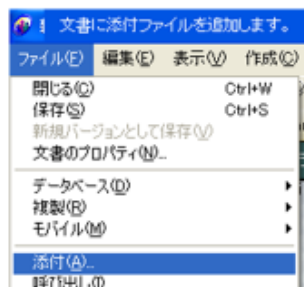 文書に添付ファイルを追加します。
ファイル(E) 編集(E) 表示(V) 作成(C)
閉じる(C) Ctrl+W
保存(S) Ctrl+S
新規バージョンとして保存(V)
文書のプロパティ(N)...
データベース(D)
複製(R)
モバイル(M)
添付(A)...